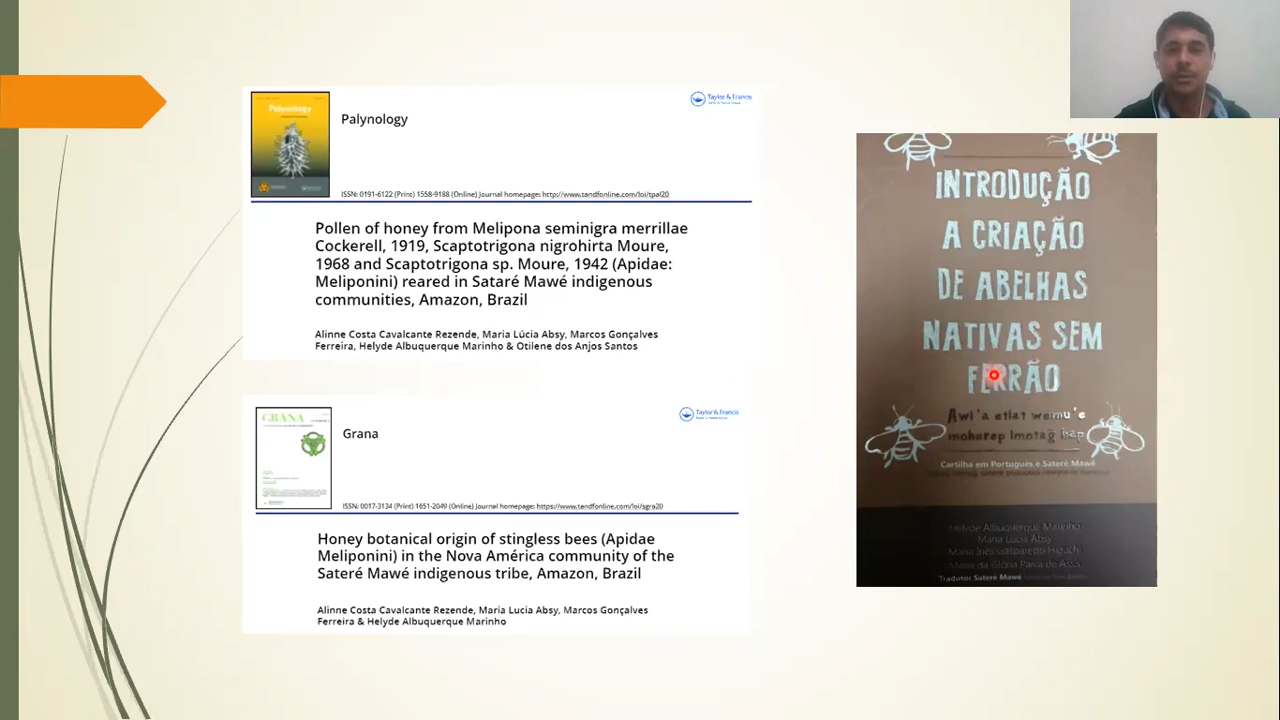 Palynology
Taylor & Francis
Palynology
ISSN: 0191-6122 (Print) 1558-9188 (Online) Journal homepage: http://www.tandfonline.com/loi/tpal20
Pollen of honey from Melipona seminigra merrillae
Cockerell, 1919, Scaptotrigona nigrohirta Moure,
1968 and Scaptotrigona sp. Moure, 1942 (Apidae:
Meliponini) reared in Sataré Mawé indigenous
communities, Amazon, Brazil
Alinne Costa Cavalcante Rezende, Maria Lúcia Absy, Marcos Gonçalves
Ferreira, Helyde Albuquerque Marinho & Otilene dos Anjos Santos
GRANA
Taylor & Francis
Grana
ISSN: 0017-3134 (Print) 1651-2049 (Online) Journal homepage: https://www.tandfonline.com/loi/sgra20
Honey botanical origin of stingless bees (Apidae
Meliponini) in the Nova América community of the
Sateré Mawé indigenous tribe, Amazon, Brazil
Alinne Costa Cavalcante Rezende, Maria Lucia Absy, Marcos Gonçalves
Ferreira & Helyde Albuquerque Marinho
INTRODUÇÃO
A CRIAÇÃO
DE ABELHAS
NATIVAS SEM
FERRÃO
Awi'a etiat wemu'e
moherep
Cartilha em Português e Sateré Mawé
Helyde Albuquerque Marinho
Maria Lucia Absy
Maria Inês Gasparetto Higuchi
Maria da Glória Paiva de Assis
Tradutor Sateré Mawé